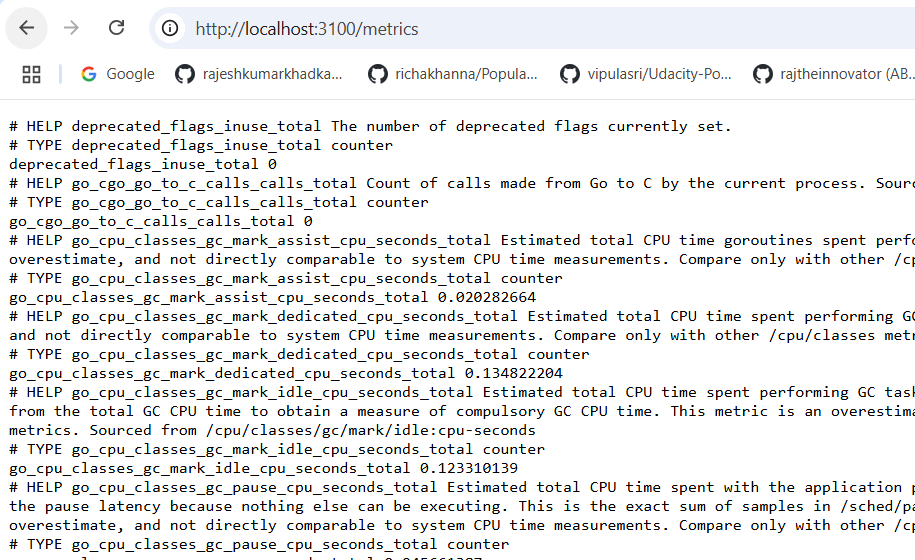 http://localhost:3100/metrics
Google rajeshkumarkhadka... richakhanna/Popula... vipulasri/Udacity-Po... rajtheinnovator (AB...
# HELP deprecated_flags_inuse_total The number of deprecated flags currently set.
# TYPE deprecated_flags_inuse_total counter
deprecated_flags_inuse_total 0
# HELP go_cgo_go_to_c_calls_calls_total Count of calls made from Go to C by the current process. Sourc
# TYPE go_cgo_go_to_c_calls_calls_total counter
go_cgo_go_to_c_calls_calls_total 0
# HELP go_cpu_classes_gc_mark_assist_cpu_seconds_total Estimated total CPU time goroutines spent perfo
overestimate, and not directly comparable to system CPU time measurements. Compare only with other /cp
# TYPE go_cpu_classes_gc_mark_assist_cpu_seconds_total counter
go_cpu_classes_gc_mark_assist_cpu_seconds_total 0.020282664
# HELP go_cpu_classes_gc_mark_dedicated_cpu_seconds_total Estimated total CPU time spent performing GC
and not directly comparable to system CPU time measurements. Compare only with other /cpu/classes metr
# TYPE go_cpu_classes_gc_mark_dedicated_cpu_seconds_total counter
go_cpu_classes_gc_mark_dedicated_cpu_seconds_total 0.134822204
# HELP go_cpu_classes_gc_mark_idle_cpu_seconds_total Estimated total CPU time spent performing GC task
from the total GC CPU time to obtain a measure of compulsory GC CPU time. This metric is an overestima
metrics. Sourced from /cpu/classes/gc/mark/idle:cpu-seconds
# TYPE go_cpu_classes_gc_mark_idle_cpu_seconds_total counter
go_cpu_classes_gc_mark_idle_cpu_seconds_total 0.123310139
# HELP go_cpu_classes_gc_pause_cpu_seconds_total Estimated total CPU time spent with the application p
the pause latency because nothing else can be executing. This is the exact sum of samples in /sched/pa
overestimate, and not directly comparable to system CPU time measurements. Compare only with other /cp
# TYPE go_cpu_classes_gc_pause_cpu_seconds_total counter